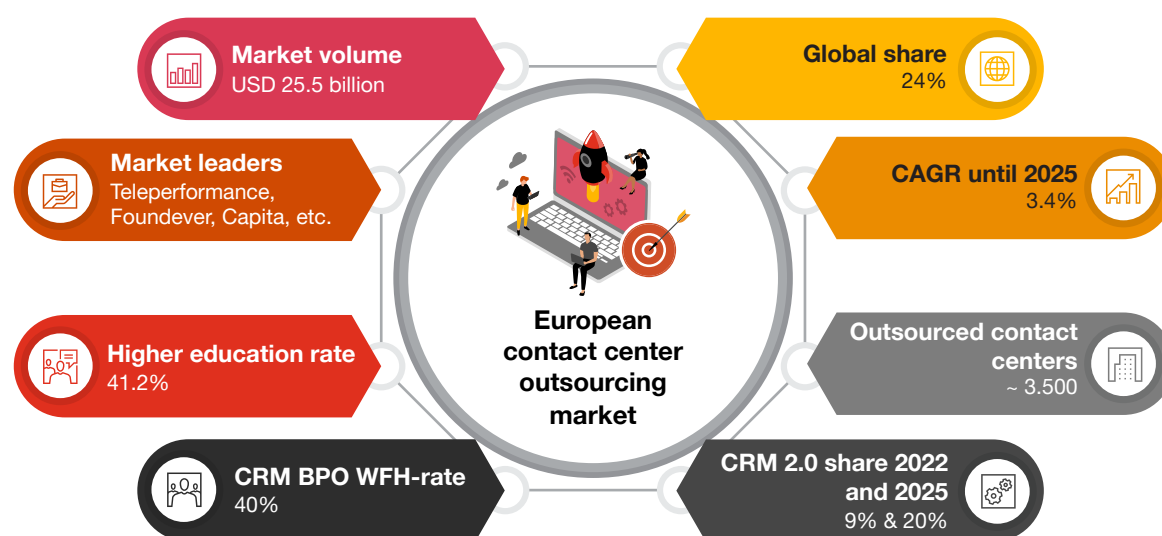 Market volume
USD 25.5 billion
Global share
24%
Market leaders
Teleperformance,
Foundever, Capita, etc.
CAGR until 2025
3.4%
European
contact center
outsourcing
market
Higher education rate
41.2%
Outsourced contact
centers
~ 3.500
CRM BPO WFH-rate
40%
CRM 2.0 share 2022
and 2025
9% & 20%